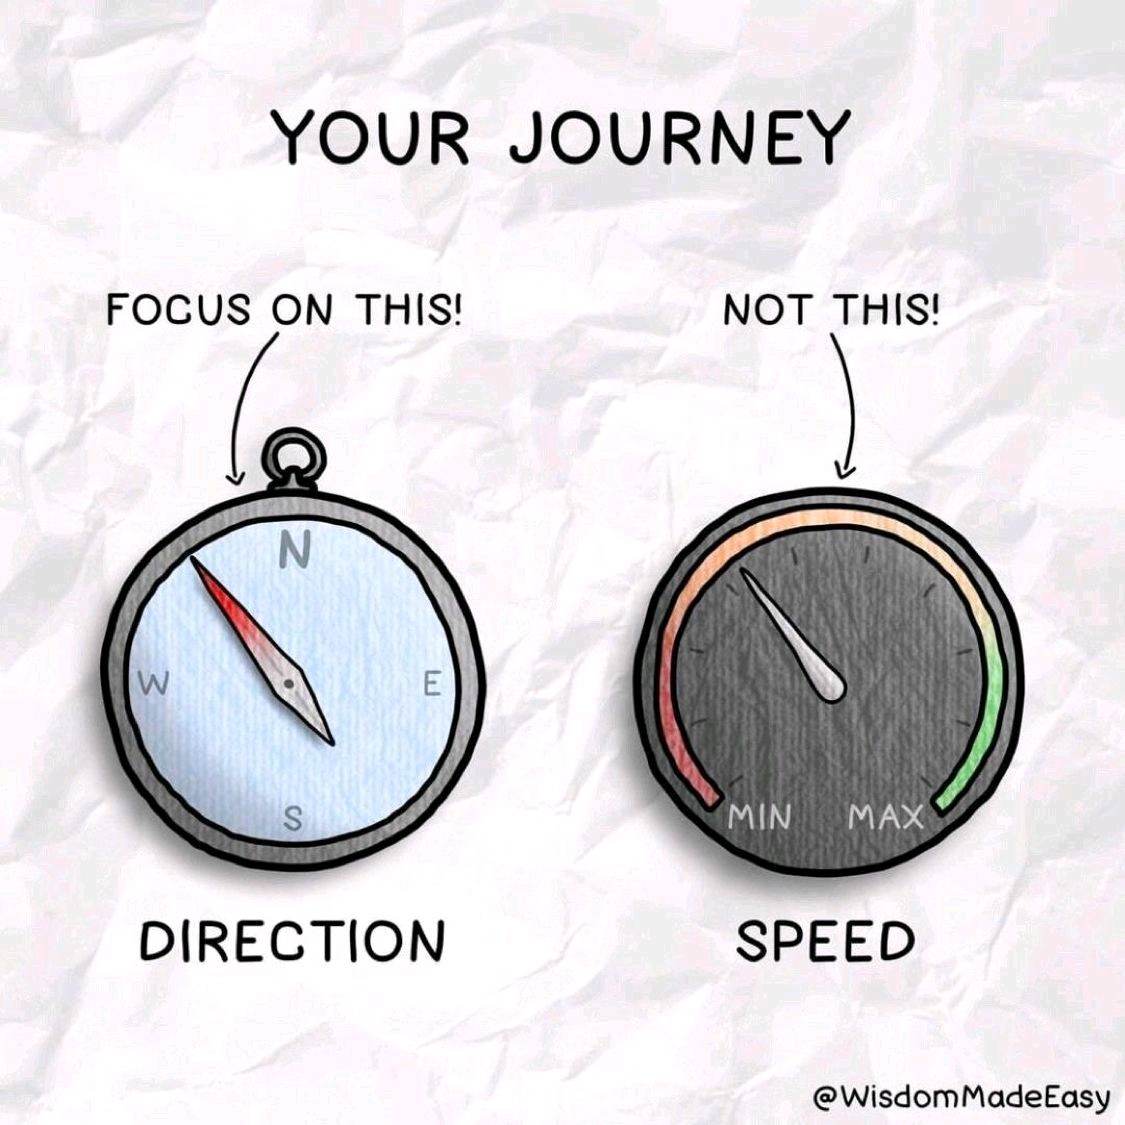 YOUR JOURNEY
FOCUS ON THIS!
NOT THIS!
N
W
E
S
MIN MAX
DIRECTION
SPEED
@WisdomMadeEasy